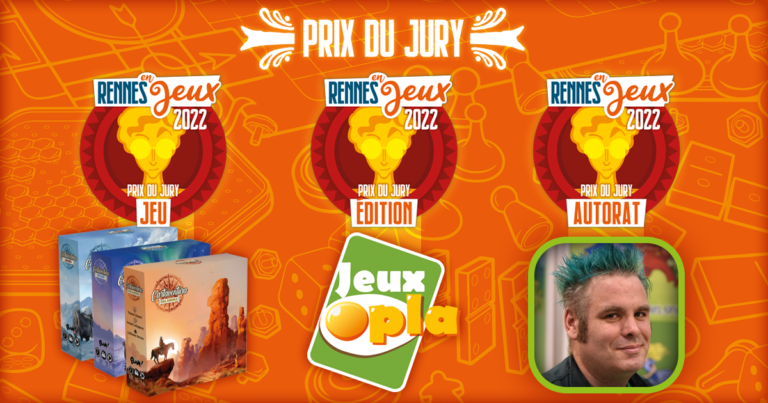 PRIX DU JURY
RENNES en Jeux
2022
PRIX DU JURY
JEU
RENNES en Jeux
2022
PRIX DU JURY
ÉDITION
RENNES en Jeux
2022
PRIX DU JURY
AUTORAT
Cartaventura
Jeux
Opla